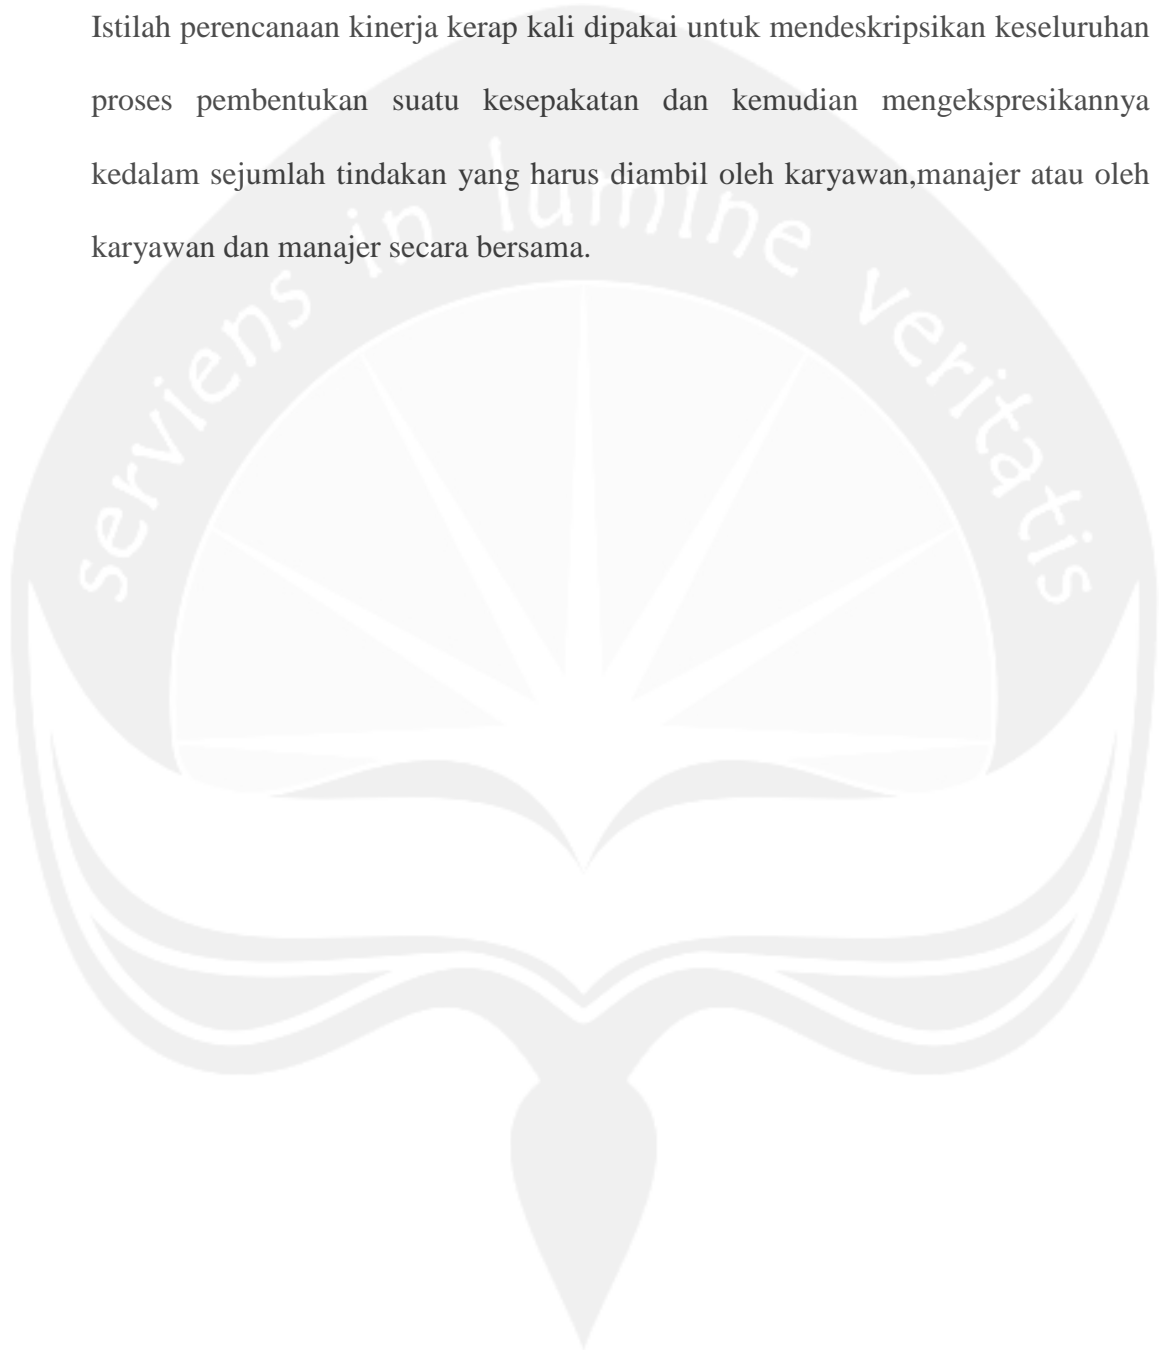 Istilah perencanaan kinerja kerap kali dipakai untuk mendeskripsikan keseluruhan
proses pembentukan suatu kesepakatan dan kemudian mengekspresikannya
kedalam sejumlah tindakan yang harus diambil oleh karyawan,manajer atau oleh
karyawan dan manajer secara bersama.
serviens in lumine veritatis